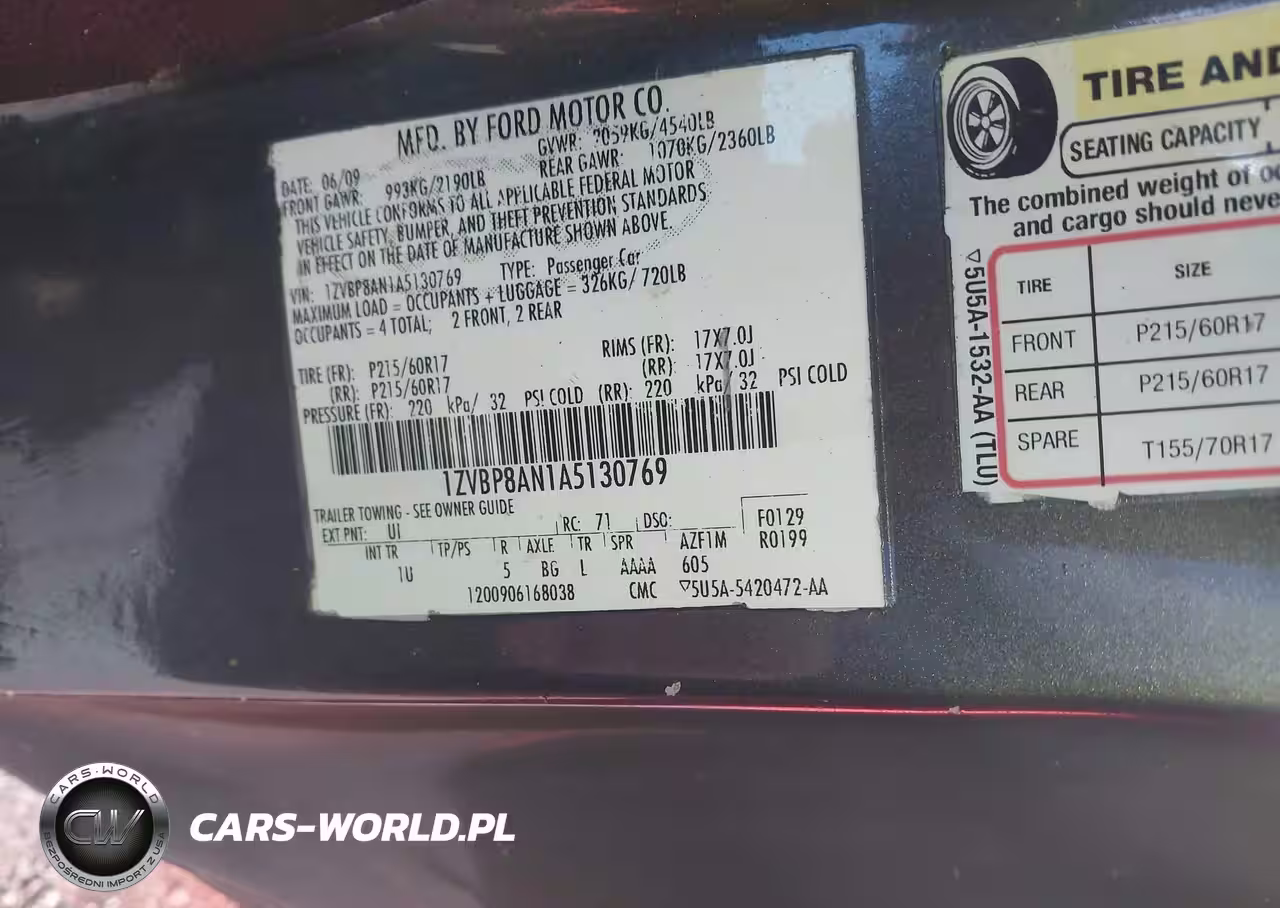 MFD. BY FORD MOTOR CO.
DATE: 06/09 GVWR: 2059KG/4540LB
FRONT GAWR: 993KG/2190LB REAR GAWR: 1070KG/2360LB
THIS VEHICLE CONFORMS TO ALL APPLICABLE FEDERAL MOTOR
VEHICLE SAFETY, BUMPER, AND THEFT PREVENTION STANDARDS
IN EFFECT ON THE DATE OF MANUFACTURE SHOWN ABOVE.
VIN: 1ZVBP8AN1A5130769 TYPE: Passenger Car
MAXIMUM LOAD = OCCUPANTS + LUGGAGE = 326KG/ 720LB
OCCUPANTS = 4 TOTAL; 2 FRONT, 2 REAR
TIRE (FR): P215/60R17 RIMS (FR): 17X7.0J
(RR): P215/60R17 (RR): 17X7.0J
PRESSURE (FR): 220 kPa/ 32 PSI COLD (RR): 220 kPa/ 32 PSI COLD
1ZVBP8AN1A5130769
TRAILER TOWING - SEE OWNER GUIDE
EXT PNT: UI RC: 71 DSO: F0129
INT TR TP/PS R AXLE TR SPR AZF1M R0199
1U 5 BG L AAAA 605
1200906168038 CMC ▽5U5A-5420472-AA
TIRE AND
SEATING CAPACITY
The combined weight of oc
and cargo should neve
TIRE SIZE
FRONT P215/60R17
REAR P215/60R17
SPARE T155/70R17
▽5U5A-1532-AA (TLU)
CARS-WORLD
CW
BEZPOŚREDNI IMPORT Z USA
CARS-WORLD.PL